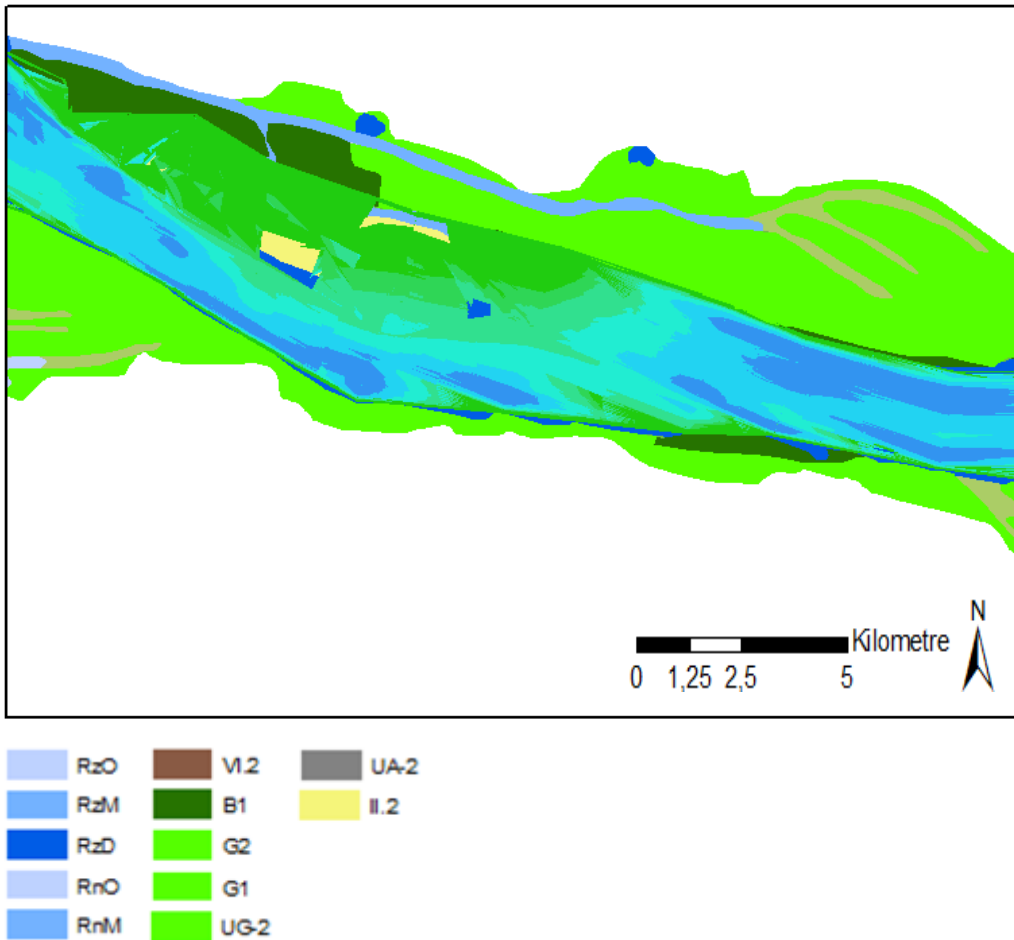 N
Kilometre
0 1,25 2,5 5
RzO VI.2 UA-2
RzM B1 II.2
RzD G2
RnO G1
RnM UG-2